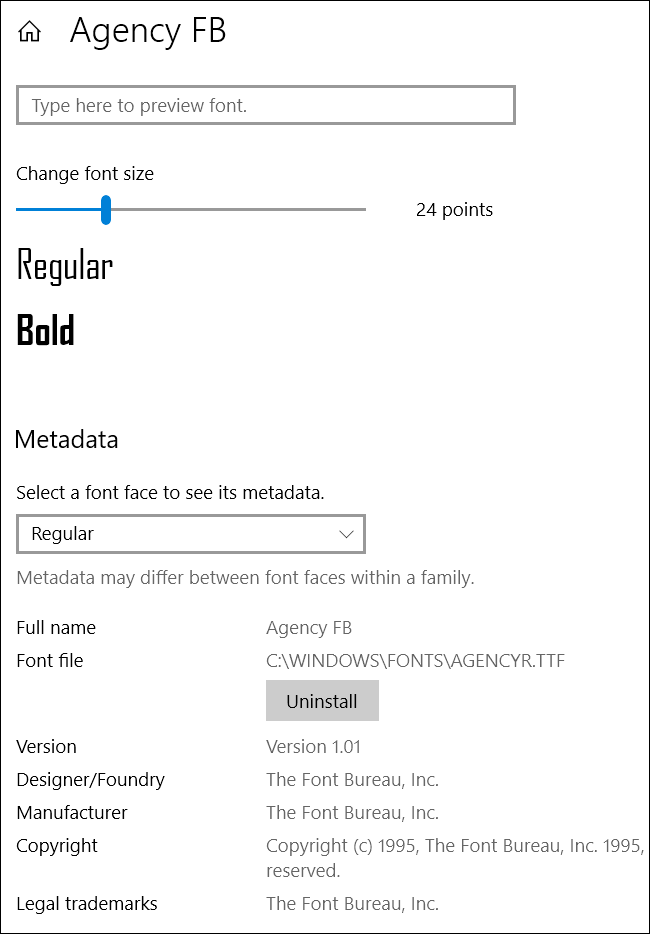 Agency FB
Type here to preview font.
Change font size
24 points
Regular
Bold
Metadata
Select a font face to see its metadata.
Regular
Metadata may differ between font faces within a family.
Full name Agency FB
Font file C:\WINDOWS\FONTS\AGENCYR.TTF
Uninstall
Version Version 1.01
Designer/Foundry The Font Bureau, Inc.
Manufacturer The Font Bureau, Inc.
Copyright Copyright (c) 1995, The Font Bureau, Inc. 1995,
reserved.
Legal trademarks The Font Bureau, Inc.